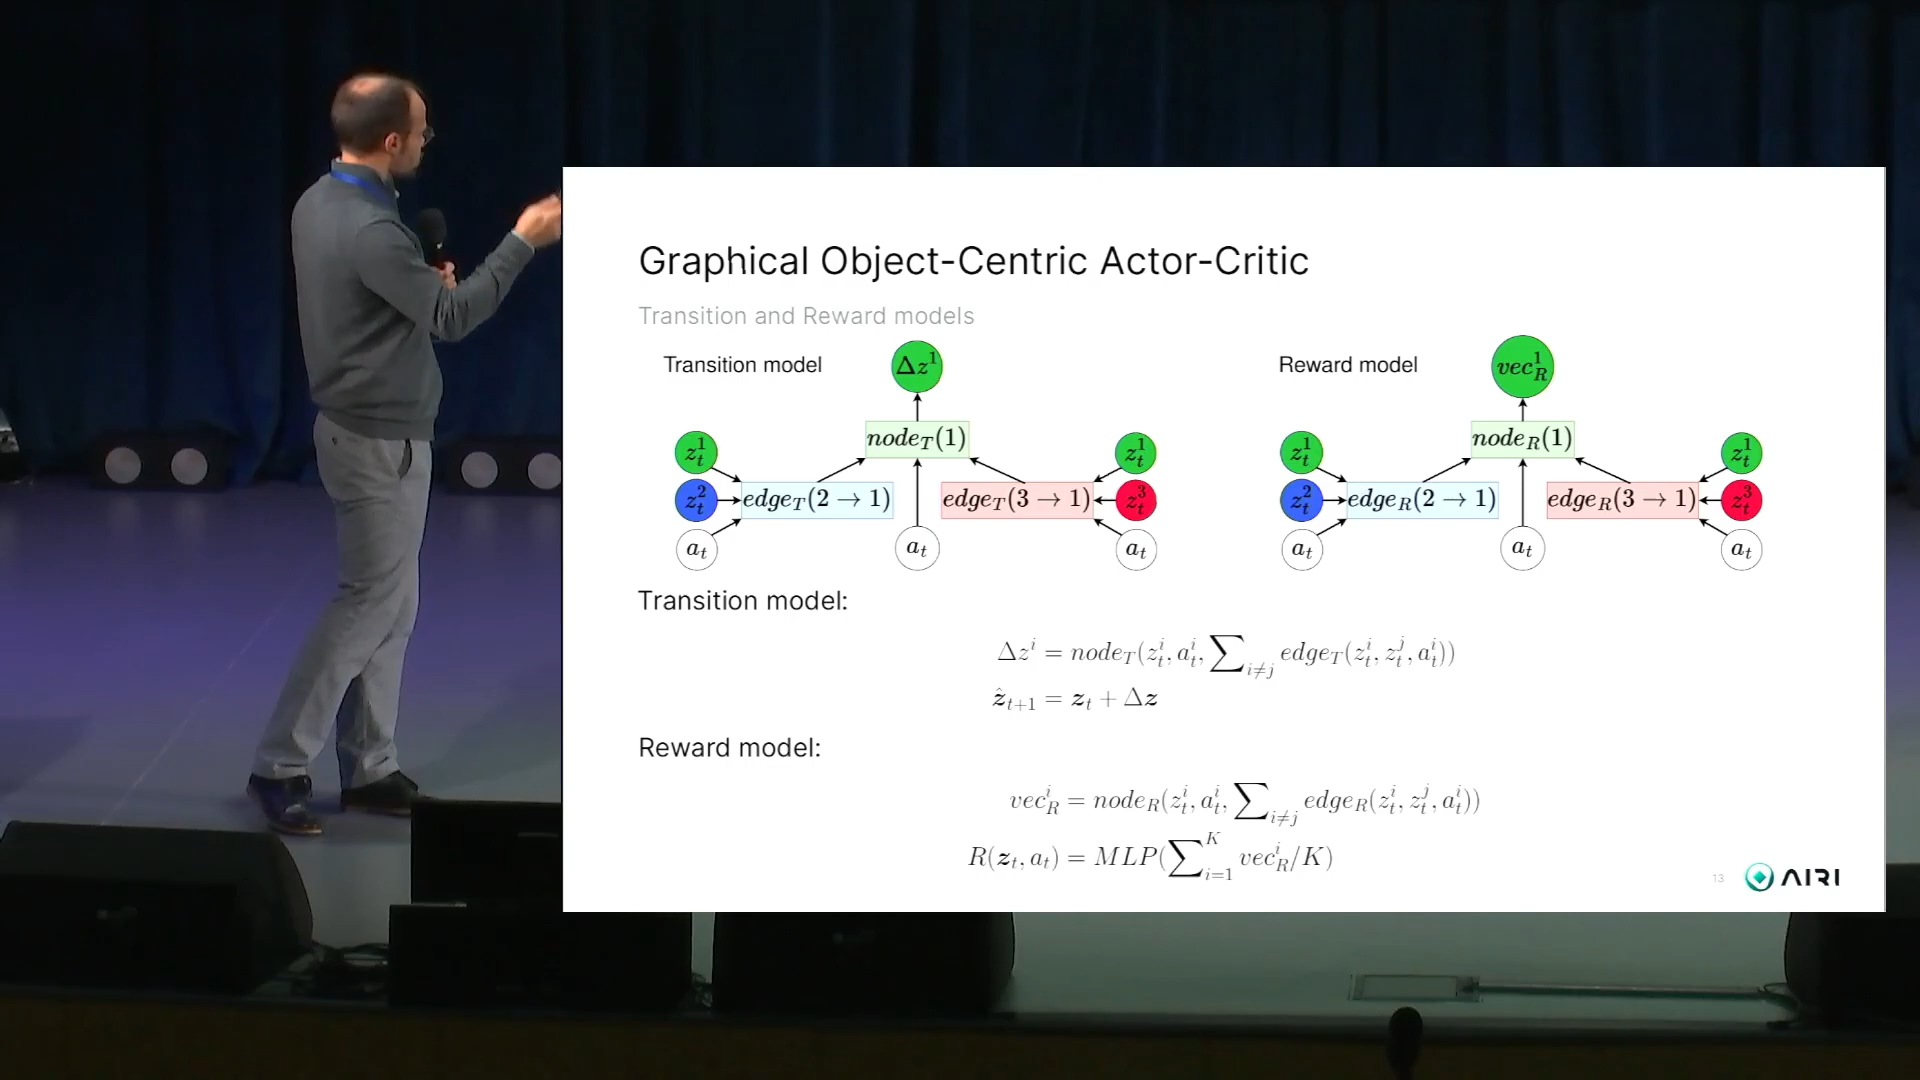 Graphical Object-Centric Actor-Critic
Transition and Reward models
Transition model
Δz¹
node_T(1)
z_t^1
z_t^2
a_t
edge_T(2 → 1)
a_t
edge_T(3 → 1)
z_t^1
z_t^3
a_t
Reward model
vec_R^1
node_R(1)
z_t^1
z_t^2
a_t
edge_R(2 → 1)
a_t
edge_R(3 → 1)
z_t^1
z_t^3
a_t
Transition model:
Δz^i = node_T(z_t^i, a_t^i, ∑_{i≠j} edge_T(z_t^i, z_t^j, a_t^i))
ẑ_{t+1} = z_t + Δz
Reward model:
vec_R^i = node_R(z_t^i, a_t^i, ∑_{i≠j} edge_R(z_t^i, z_t^j, a_t^i))
R(z_t, a_t) = MLP(∑_{i=1}^K vec_R^i/K)
13
AIRI